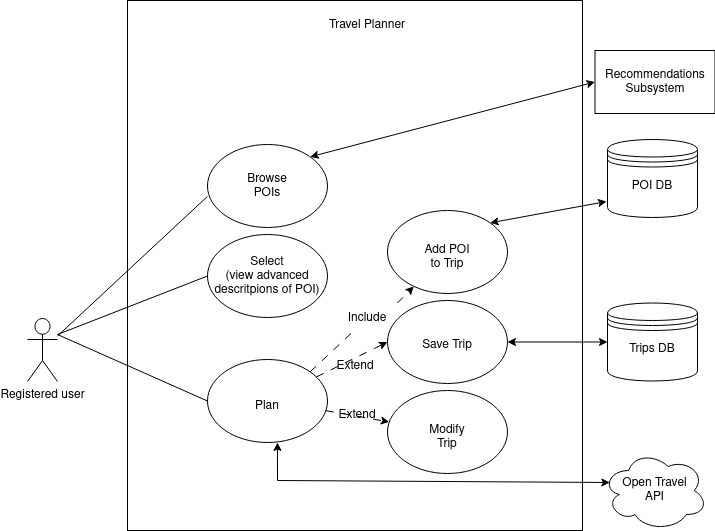 Travel Planner
Recommendations
Subsystem
Browse
POIs
POI DB
Add POI
to Trip
Select
(view advanced
descritpions of POI)
Include
Save Trip
Trips DB
Extend
Registered user
Plan
Extend
Modify
Trip
Open Travel
API